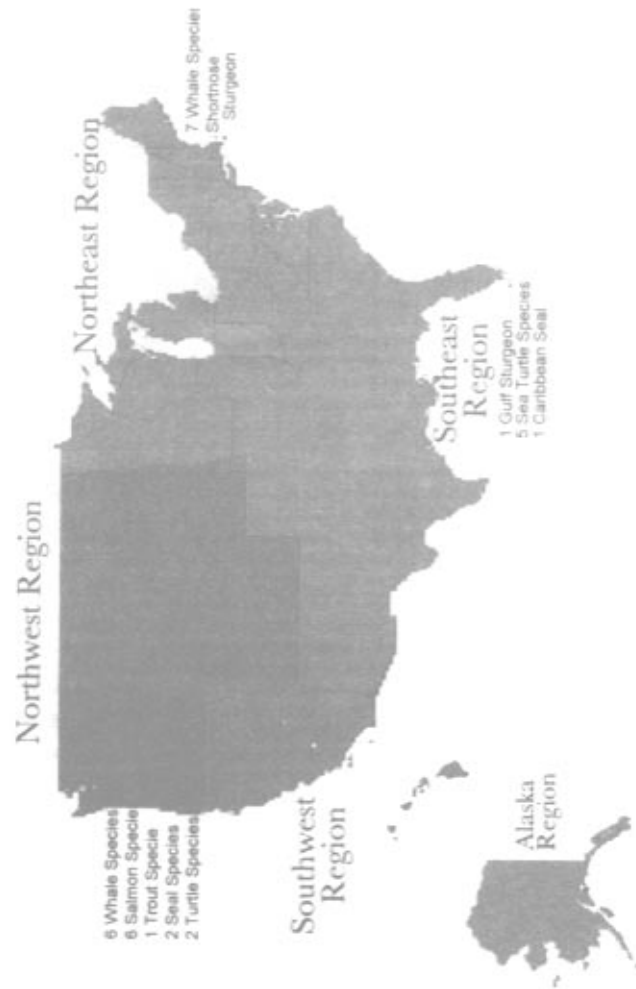 Northwest Region
Northeast Region
6 Whale Species
6 Salmon Specie
1 Trout Specie
2 Seal Species
2 Turtle Species
7 Whale Species
Shortnose
Sturgeon
Southwest
Region
Southeast
Region
1 Gulf Sturgeon
5 Sea Turtle Species
1 Caribbean Seal
Alaska
Region